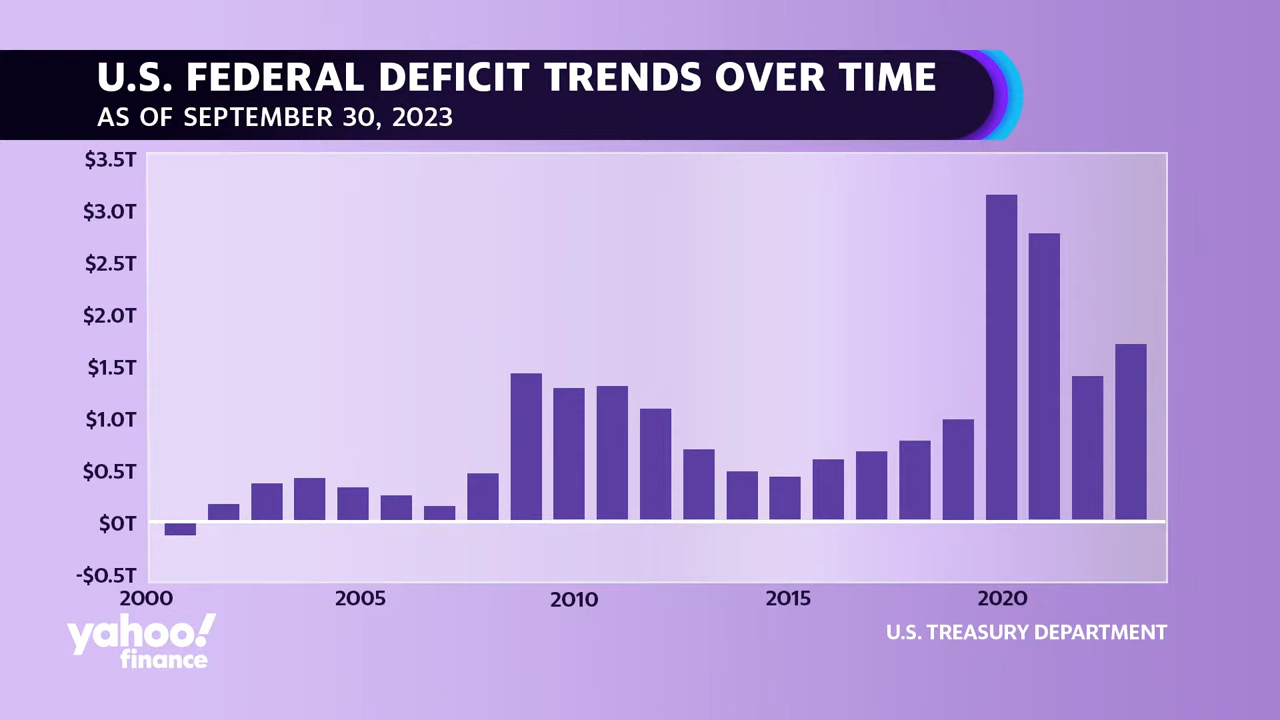 U.S. FEDERAL DEFICIT TRENDS OVER TIME
AS OF SEPTEMBER 30, 2023
$3.5T
$3.0T
$2.5T
$2.0T
$1.5T
$1.0T
$0.5T
$0T
-$0.5T
2000 2005 2010 2015 2020
yahoo!
finance
U.S. TREASURY DEPARTMENT